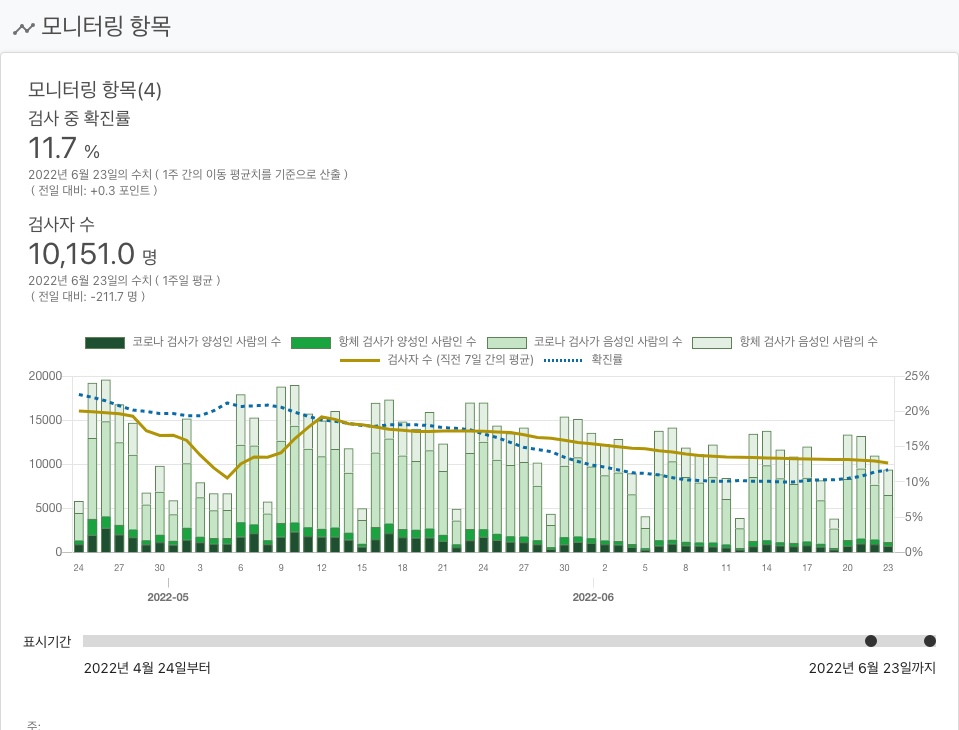 모니터링 항목
모니터링 항목(4)
검사 중 확진률
11.7 %
2022년 6월 23일의 수치 ( 1주 간의 이동 평균치를 기준으로 산출 )
( 전일 대비: +0.3 포인트 )
검사자 수
10,151.0 명
2022년 6월 23일의 수치 ( 1주일 평균 )
( 전일 대비: -211.7 명 )
코로나 검사가 양성인 사람의 수 항체 검사가 양성인 사람인 수 코로나 검사가 음성인 사람의 수 항체 검사가 음성인 사람의 수
검사자 수 (직전 7일 간의 평균) 확진률
20000 25%
20%
15000
15%
10000
10%
5000
5%
0 0%
24 27 30 3 6 9 12 15 18 21 24 27 30 2 5 8 11 14 17 20 23
2022-05 2022-06
표시기간
2022년 4월 24일부터 2022년 6월 23일까지
주: